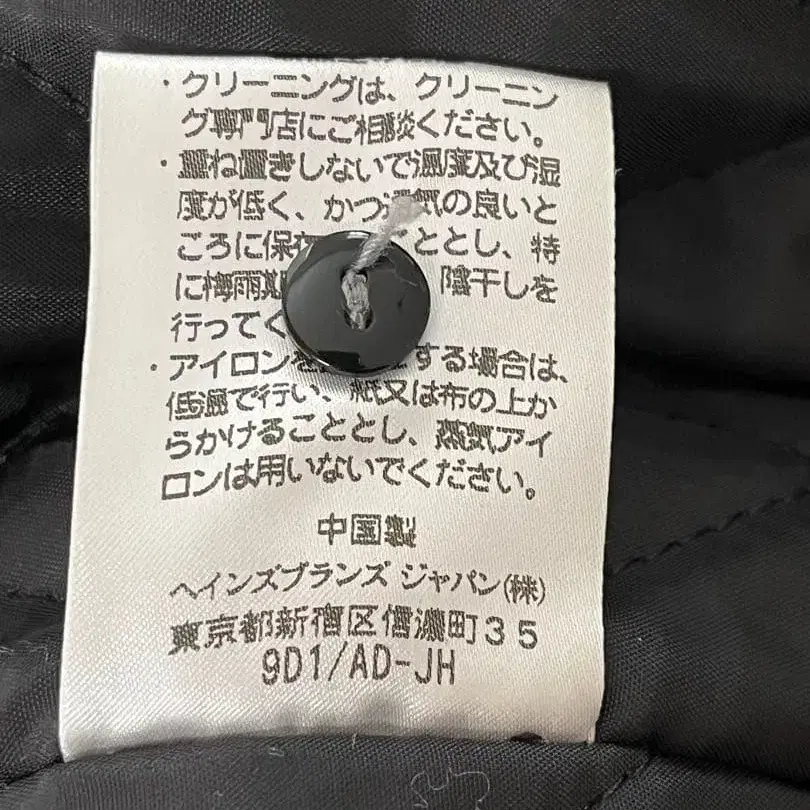 ・クリーニングは、クリーニン
グ専門店にご相談ください。
・重ね置きしないで温度及び湿
度が低く、かつ通気の良いと
ころに保 ととし、特
に梅雨期 陰干しを
行ってく
・アイロンを する場合は、
低温で行い、紙又は布の上か
らかけることとし、蒸気アイ
ロンは用いないでください。
中国製
ヘインズブランズ ジャパン(株)
東京都新宿区信濃町35
9D1/AD-JH